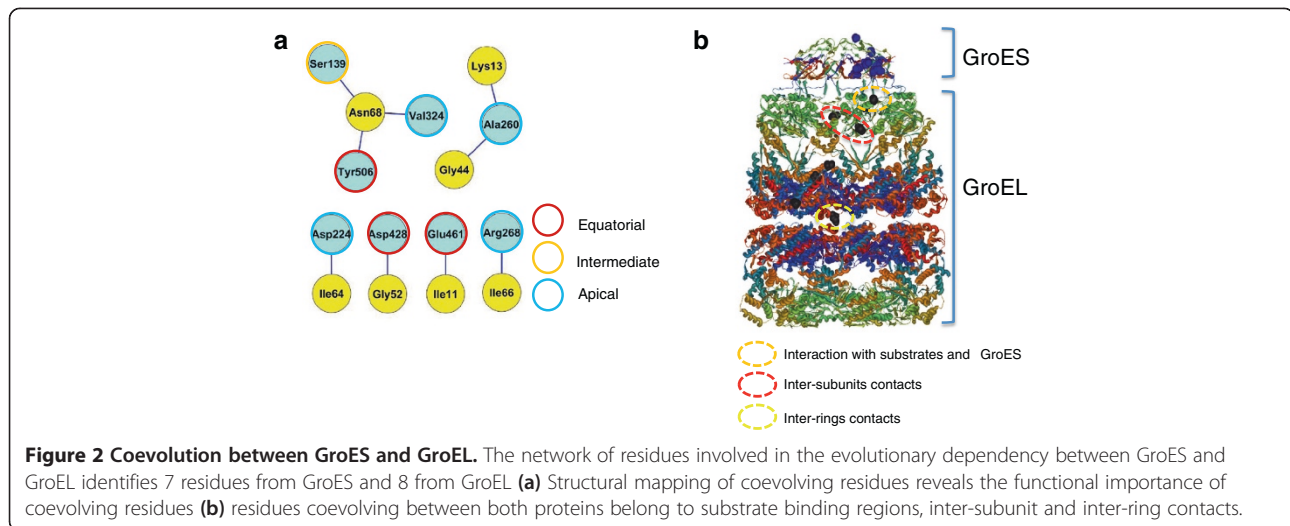 a
Ser139
Lys13
Asn68
Val324
Ala260
Tyr506
Gly44
Asp224
Asp428
Glu461
Arg268
Ile64
Gly52
Ile11
Ile66
Equatorial
Intermediate
Apical
b
GroES
GroEL
Interaction with substrates and GroES
Inter-subunits contacts
Inter-rings contacts
Figure 2 Coevolution between GroES and GroEL. The network of residues involved in the evolutionary dependency between GroES and
GroEL identifies 7 residues from GroES and 8 from GroEL (a) Structural mapping of coevolving residues reveals the functional importance of
coevolving residues (b) residues coevolving between both proteins belong to substrate binding regions, inter-subunit and inter-ring contacts.